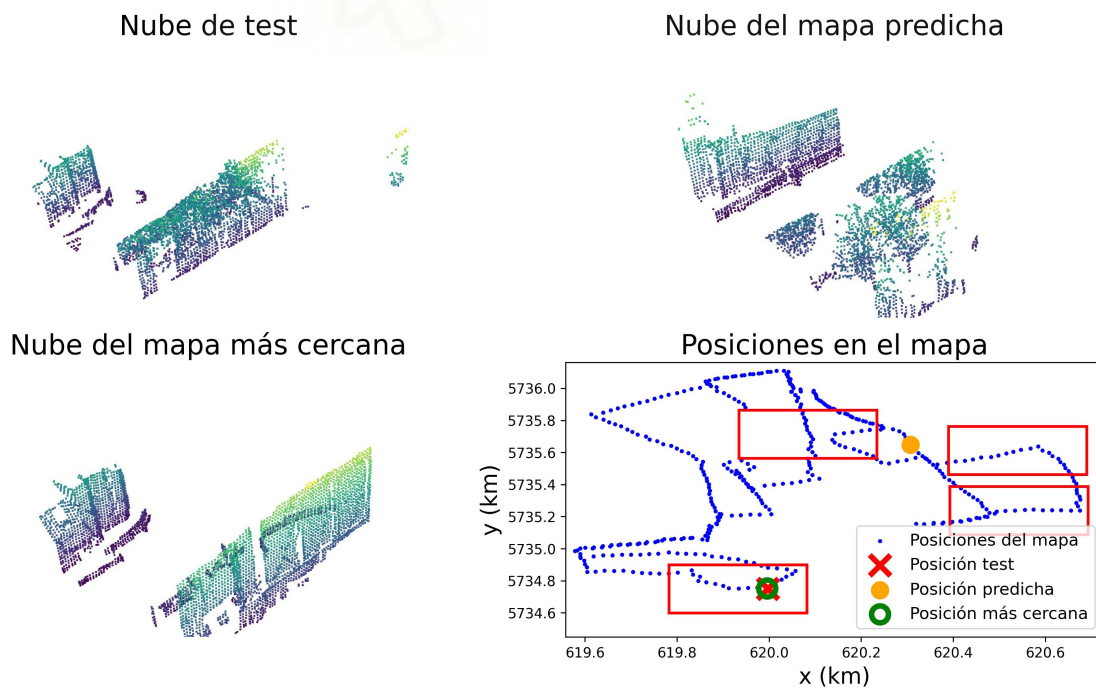 Nube de test
Nube del mapa predicha
Nube del mapa más cercana
Posiciones en el mapa
y (km)
5736.0
5735.8
5735.6
5735.4
5735.2
5735.0
5734.8
5734.6
Posiciones del mapa
Posición test
Posición predicha
Posición más cercana
619.6 619.8 620.0 620.2 620.4 620.6
x (km)